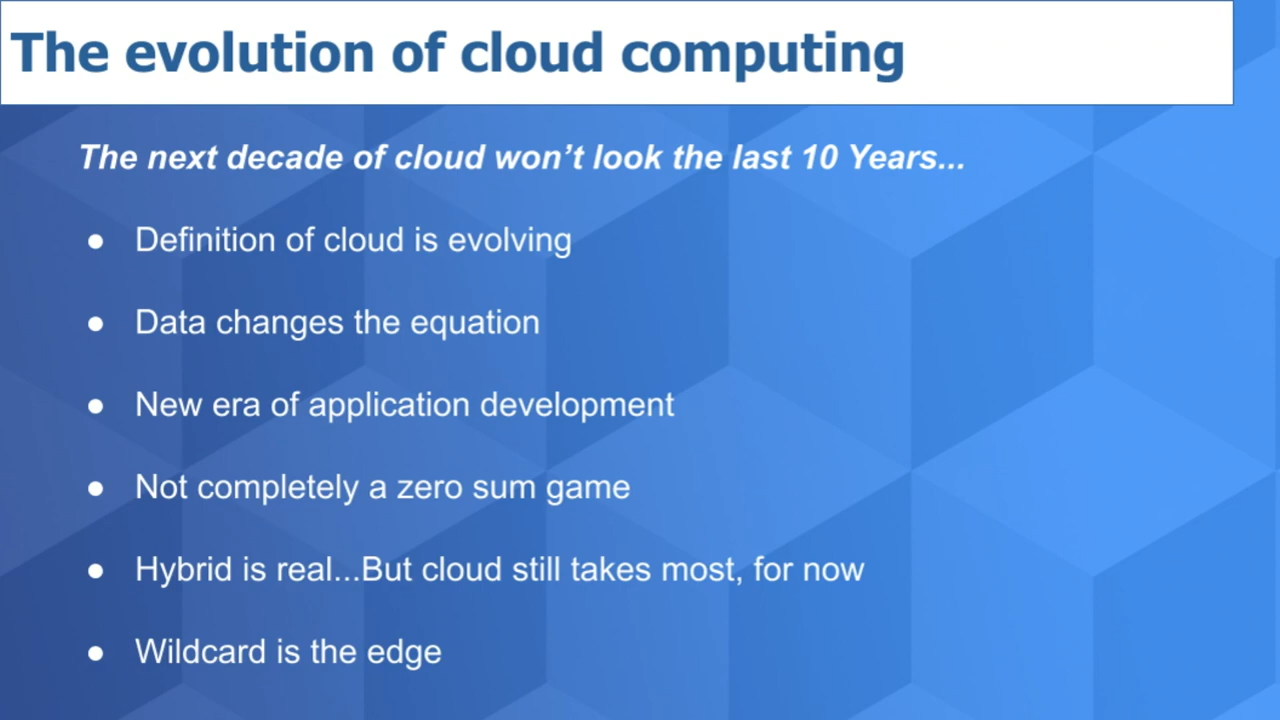 The evolution of cloud computing
The next decade of cloud won’t look the last 10 Years...
● Definition of cloud is evolving
● Data changes the equation
● New era of application development
● Not completely a zero sum game
● Hybrid is real...But cloud still takes most, for now
● Wildcard is the edge